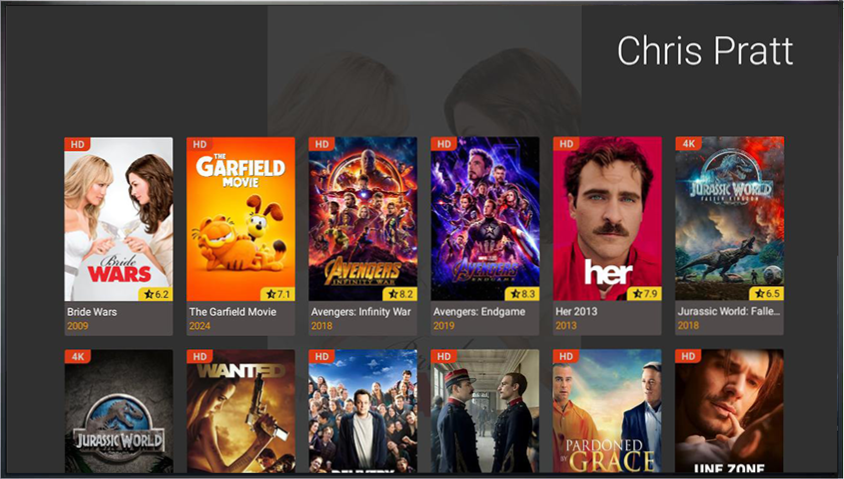 Chris Pratt
HD
HD
HD
HD
HD
4K
Bride
WARS
THE
GARFIELD
MOVIE
AVENGERS
INFINITY WAR
AVENGERS
ENDGAME
her
JURASSIC WORLD
FALLEN KINGDOM
6.2
7.1
8.2
8.3
7.9
6.5
Bride Wars
The Garfield Movie
Avengers: Infinity War
Avengers: Endgame
Her 2013
Jurassic World: Falle...
2009
2024
2018
2019
2013
2018
4K
HD
HD
HD
HD
HD
JURASSIC WORLD
WANTED
DELIVERY
PARDONED
BY GRACE
UNE ZONE